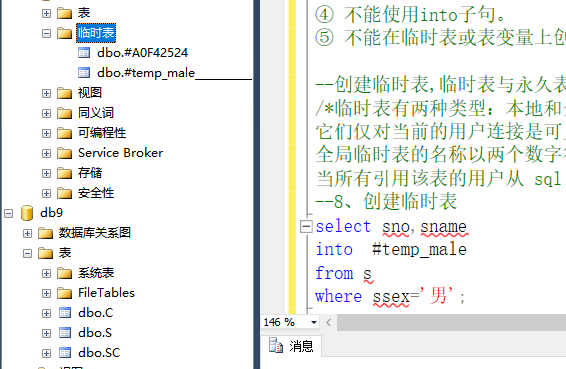 表
临时表
dbo.#A0F42524
dbo.#temp_male
视图
同义词
可编程性
Service Broker
存储
安全性
db9
数据库关系图
表
系统表
FileTables
dbo.C
dbo.S
dbo.SC
④ 不能使用into子句。
⑤ 不能在临时表或表变量上创
--创建临时表,临时表与永久表
/*临时表有两种类型：本地和全
它们仅对当前的用户连接是可
全局临时表的名称以两个数字
当所有引用该表的用户从 sql
--8、创建临时表
select sno,sname
into #temp_male
from s
where ssex='男';
146 %
消息